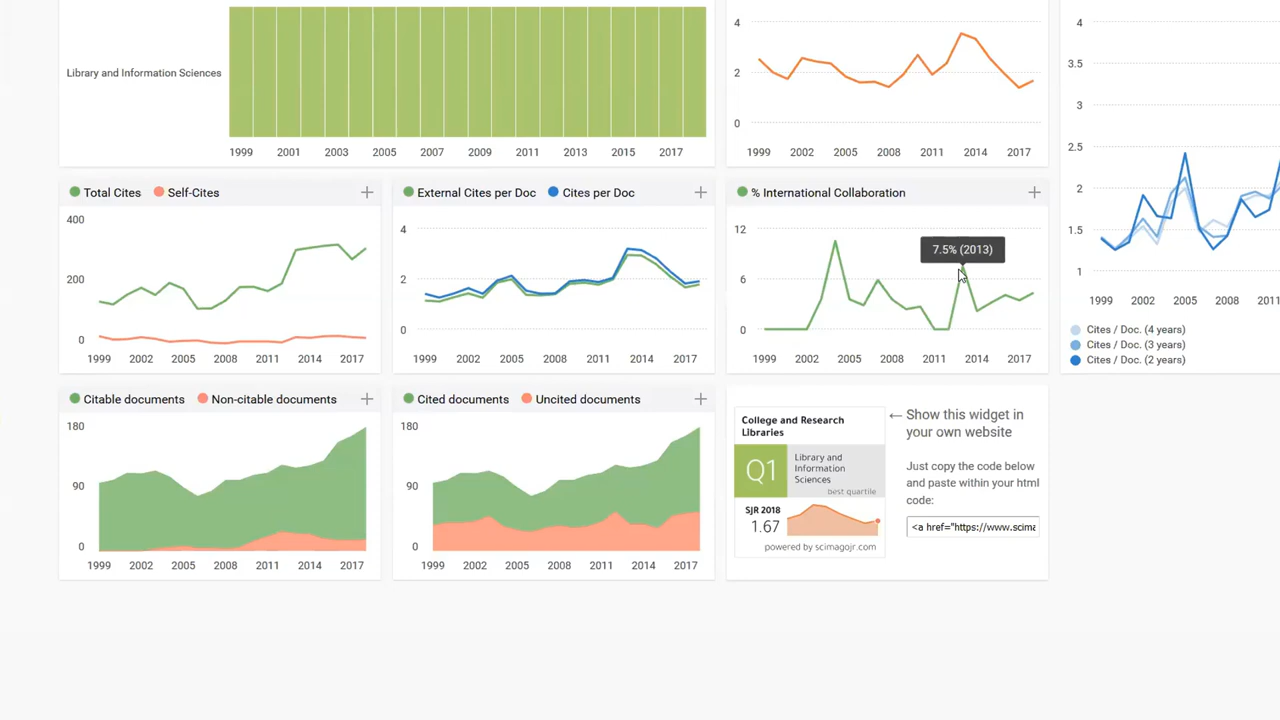 4
2
0
1999 2002 2005 2008 2011 2014 2017
4
3.5
3
2.5
2
1.5
1
1999 2002 2005 2008 2011
Cites / Doc. (4 years)
Cites / Doc. (3 years)
Cites / Doc. (2 years)
Library and Information Sciences
1999 2001 2003 2005 2007 2009 2011 2013 2015 2017
Total Cites Self-Cites
400
200
0
1999 2002 2005 2008 2011 2014 2017
External Cites per Doc Cites per Doc
4
2
0
1999 2002 2005 2008 2011 2014 2017
% International Collaboration
12
6
0
7.5% (2013)
1999 2002 2005 2008 2011 2014 2017
Citable documents Non-citable documents
180
90
0
1999 2002 2005 2008 2011 2014 2017
Cited documents Uncited documents
180
90
0
1999 2002 2005 2008 2011 2014 2017
College and Research
Libraries
Q1
Library and
Information
Sciences
best quartile
SJR 2018
1.67
powered by scimagojr.com
← Show this widget in
your own website
Just copy the code below
and paste within your html
code:
<a href="https://www.scima